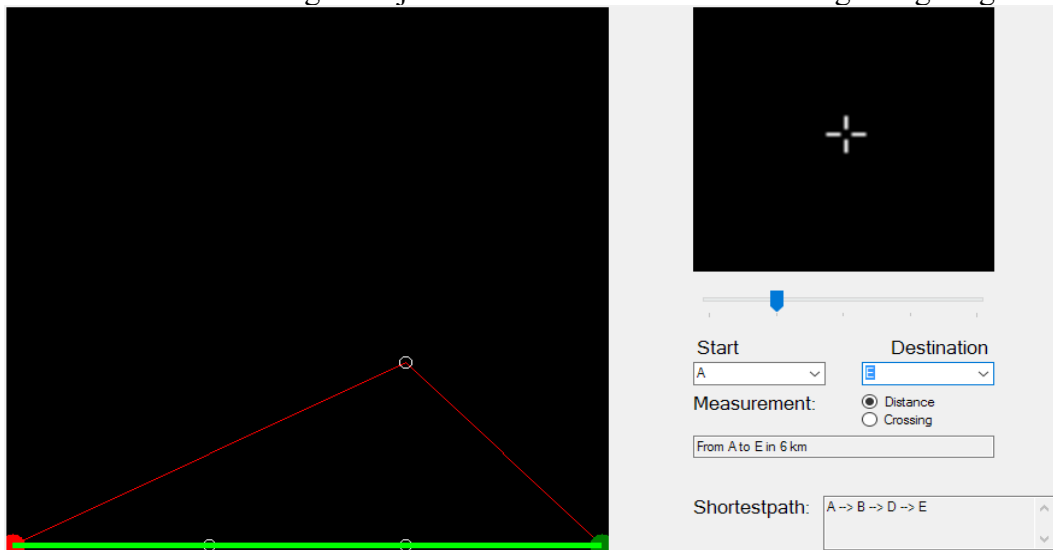 Start
Destination
A
E
Measurement:
Distance
Crossing
From A to E in 6 km
Shortestpath:
A --> B --> D --> E